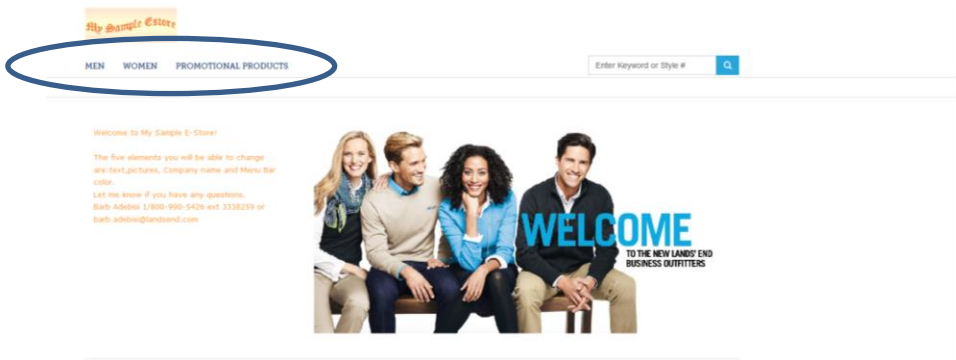 My Sample Estore
MEN WOMEN PROMOTIONAL PRODUCTS
Enter Keyword or Style #
Welcome to My Sample E-Store!
The five elements you will be able to change
are:text,pictures, Company name and Menu Bar
color.
Let me know if you have any questions.
Barb Adebisi 1/800-990-5426 ext 3338259 or
barb.adebisi@landsend.com
WELCOME
TO THE NEW LANDS' END
BUSINESS OUTFITTERS